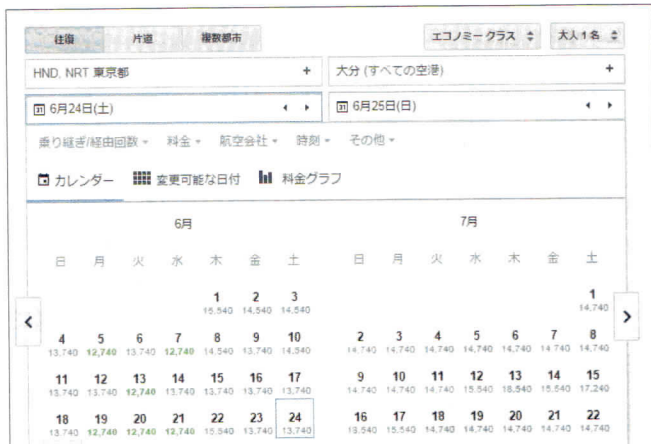 往復 片道 複数都市 エコノミークラス 大人1名
HND, NRT 東京都 + 大分 (すべての空港) +
31 6月24日(土) 31 6月25日(日)
乗り継ぎ/経由回数 料金 航空会社 時刻 その他
カレンダー 変更可能な日付 料金グラフ
6月 7月
日 月 火 水 木 金 土 日 月 火 水 木 金 土
1 2 3 1
15,540 14,540 14,540 14,740
4 5 6 7 8 9 10 2 3 4 5 6 7 8
13,740 12,740 13,740 12,740 14,540 13,740 14,540 14,740 14,740 14,740 14,740 14,740 14,740 14,740
11 12 13 14 15 16 17 9 10 11 12 13 14 15
13,740 13,740 12,740 13,740 13,740 13,740 13,740 14,740 14,740 14,740 15,540 18,540 15,540 17,240
18 19 20 21 22 23 24 16 17 18 19 20 21 22
13,740 12,740 12,740 12,740 15,540 13,740 13,740 18,540 15,540 14,740 14,740 14,740 14,740 14,740